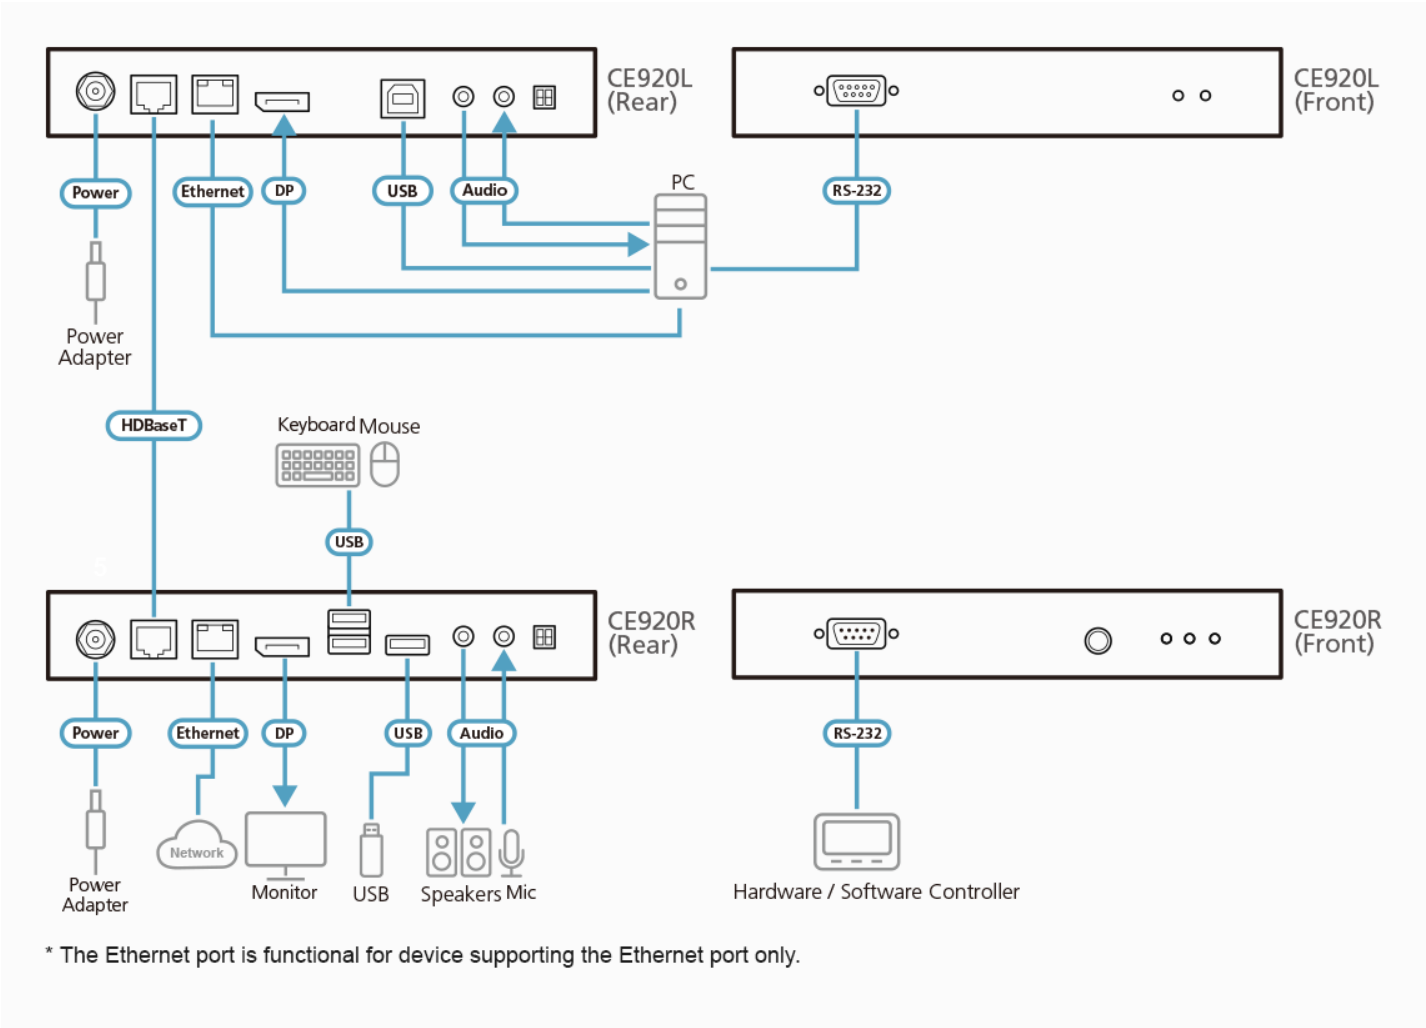 CE920L
(Rear)
CE920L
(Front)
Power
Ethernet
DP
USB
Audio
PC
RS-232
Power
Adapter
HDBaseT
Keyboard Mouse
USB
CE920R
(Rear)
CE920R
(Front)
Power
Ethernet
DP
USB
Audio
RS-232
Network
Power
Adapter
Monitor
USB
Speakers Mic
Hardware / Software Controller
* The Ethernet port is functional for device supporting the Ethernet port only.